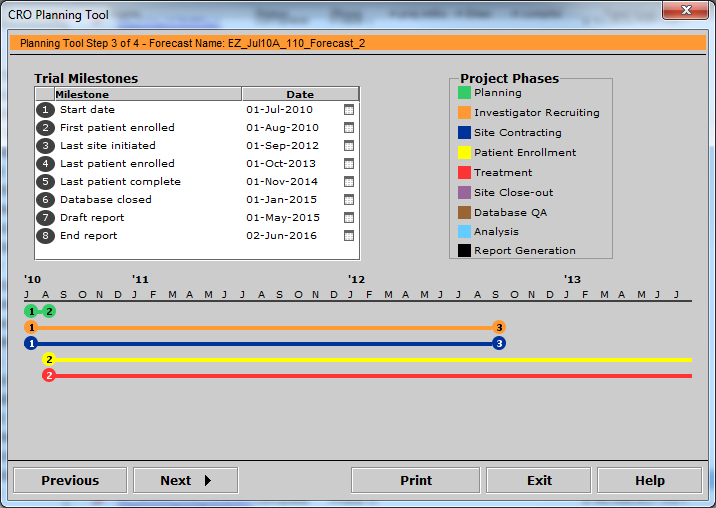 CRO Planning Tool
Planning Tool Step 3 of 4 - Forecast Name: EZ_Jul10A_110_Forecast_2
Trial Milestones
Milestone Date
1 Start date 01-Jul-2010
2 First patient enrolled 01-Aug-2010
3 Last site initiated 01-Sep-2012
4 Last patient enrolled 01-Oct-2013
5 Last patient complete 01-Nov-2014
6 Database closed 01-Jan-2015
7 Draft report 01-May-2015
8 End report 02-Jun-2016
Project Phases
Planning
Investigator Recruiting
Site Contracting
Patient Enrollment
Treatment
Site Close-out
Database QA
Analysis
Report Generation
'10 '11 '12 '13
J A S O N D J F M A M J J A S O N D J F M A M J J A S O N D J F M A M J J
1 2
1 3
1 3
2
2
Previous Next Print Exit Help